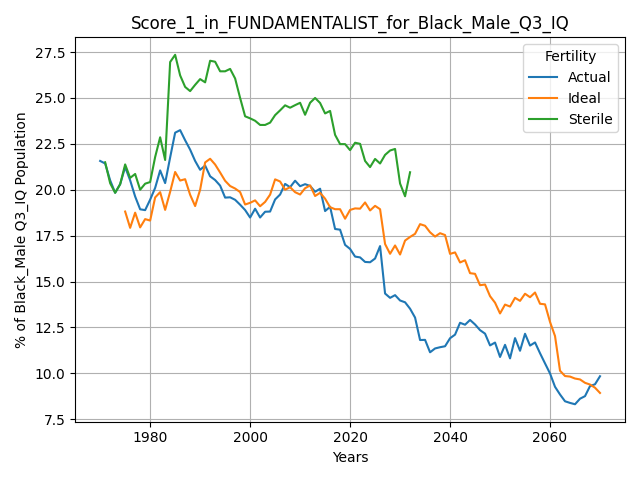 Score_1_in_FUNDAMENTALIST_for_Black_Male_Q3_IQ
Fertility
Actual
Ideal
Sterile
% of Black_Male Q3_IQ Population
27.5
25.0
22.5
20.0
17.5
15.0
12.5
10.0
7.5
1980 2000 2020 2040 2060
Years